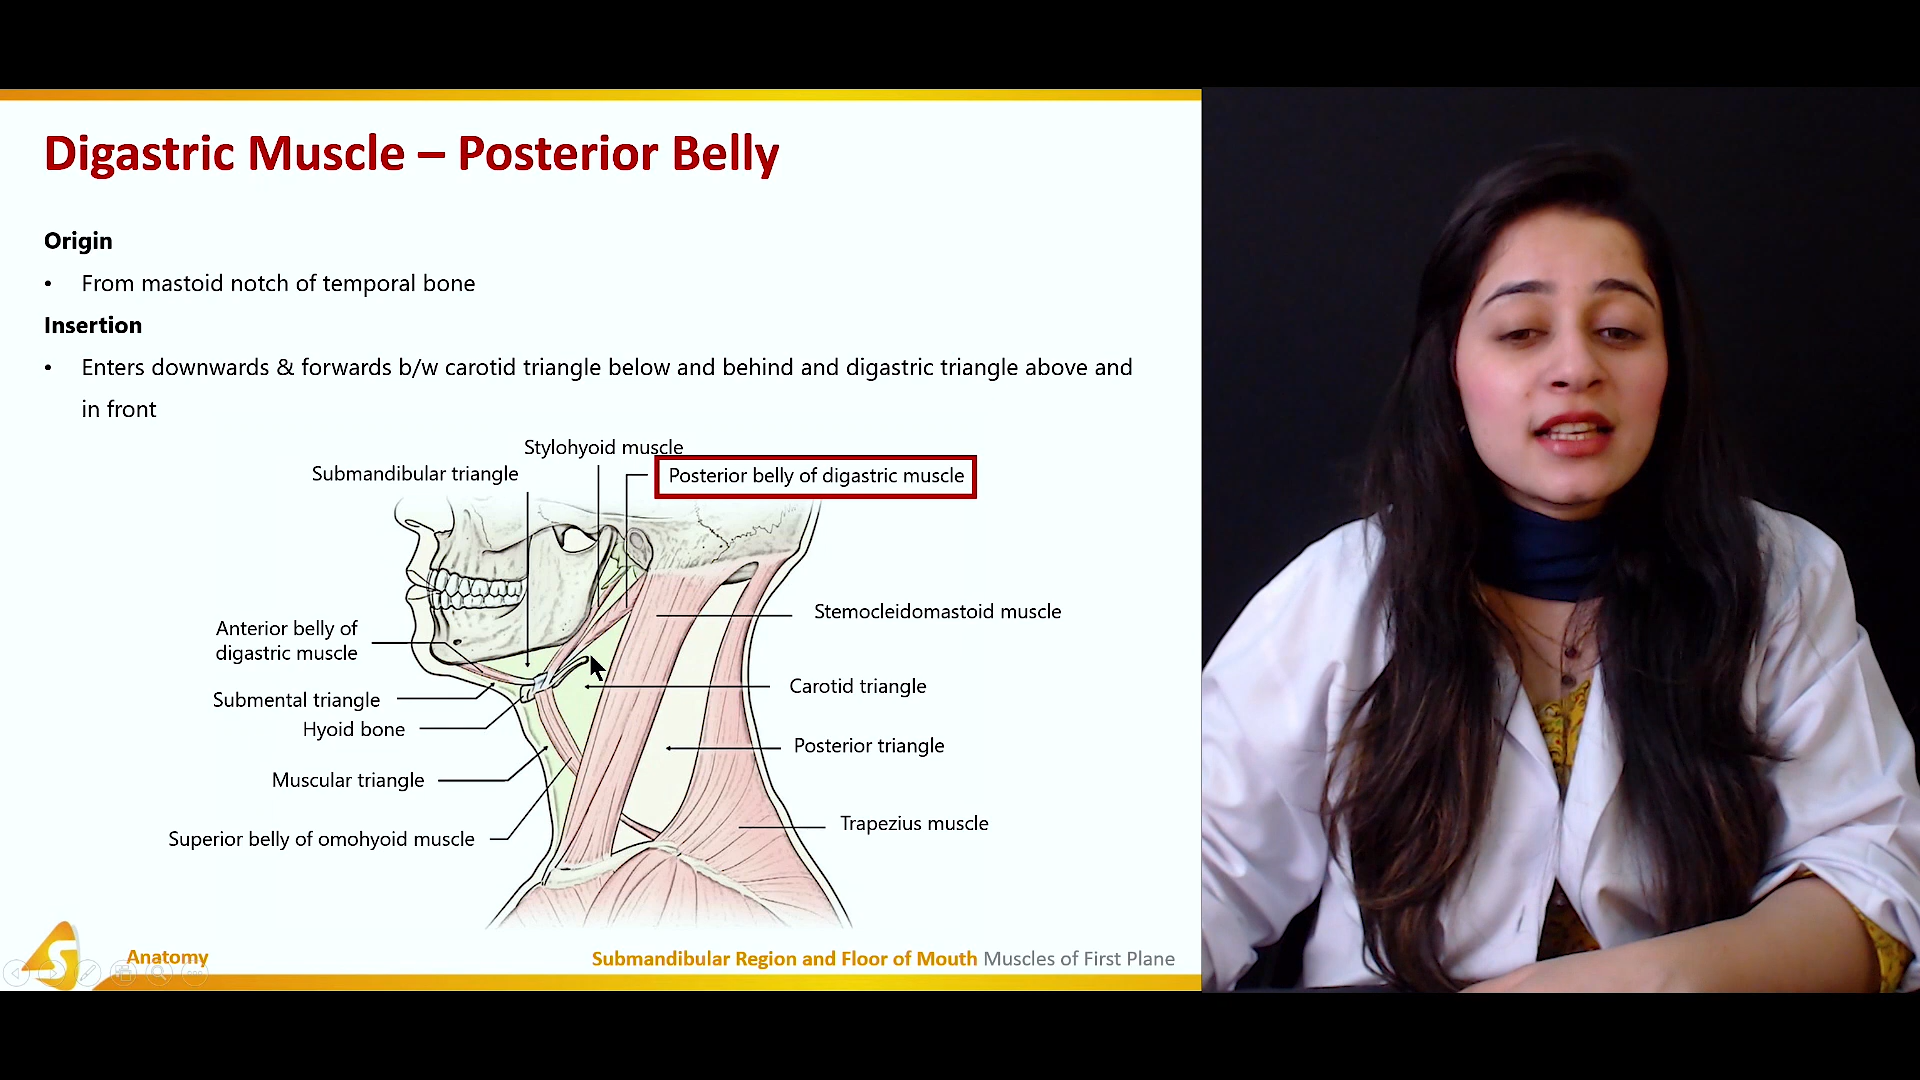 Digastric Muscle – Posterior Belly
Origin
• From mastoid notch of temporal bone
Insertion
• Enters downwards & forwards b/w carotid triangle below and behind and digastric triangle above and
in front
Stylohyoid muscle
Submandibular triangle
Posterior belly of digastric muscle
Anterior belly of
digastric muscle
Stemocleidomastoid muscle
Submental triangle
Carotid triangle
Hyoid bone
Posterior triangle
Muscular triangle
Trapezius muscle
Superior belly of omohyoid muscle
S
Anatomy
Submandibular Region and Floor of Mouth Muscles of First Plane